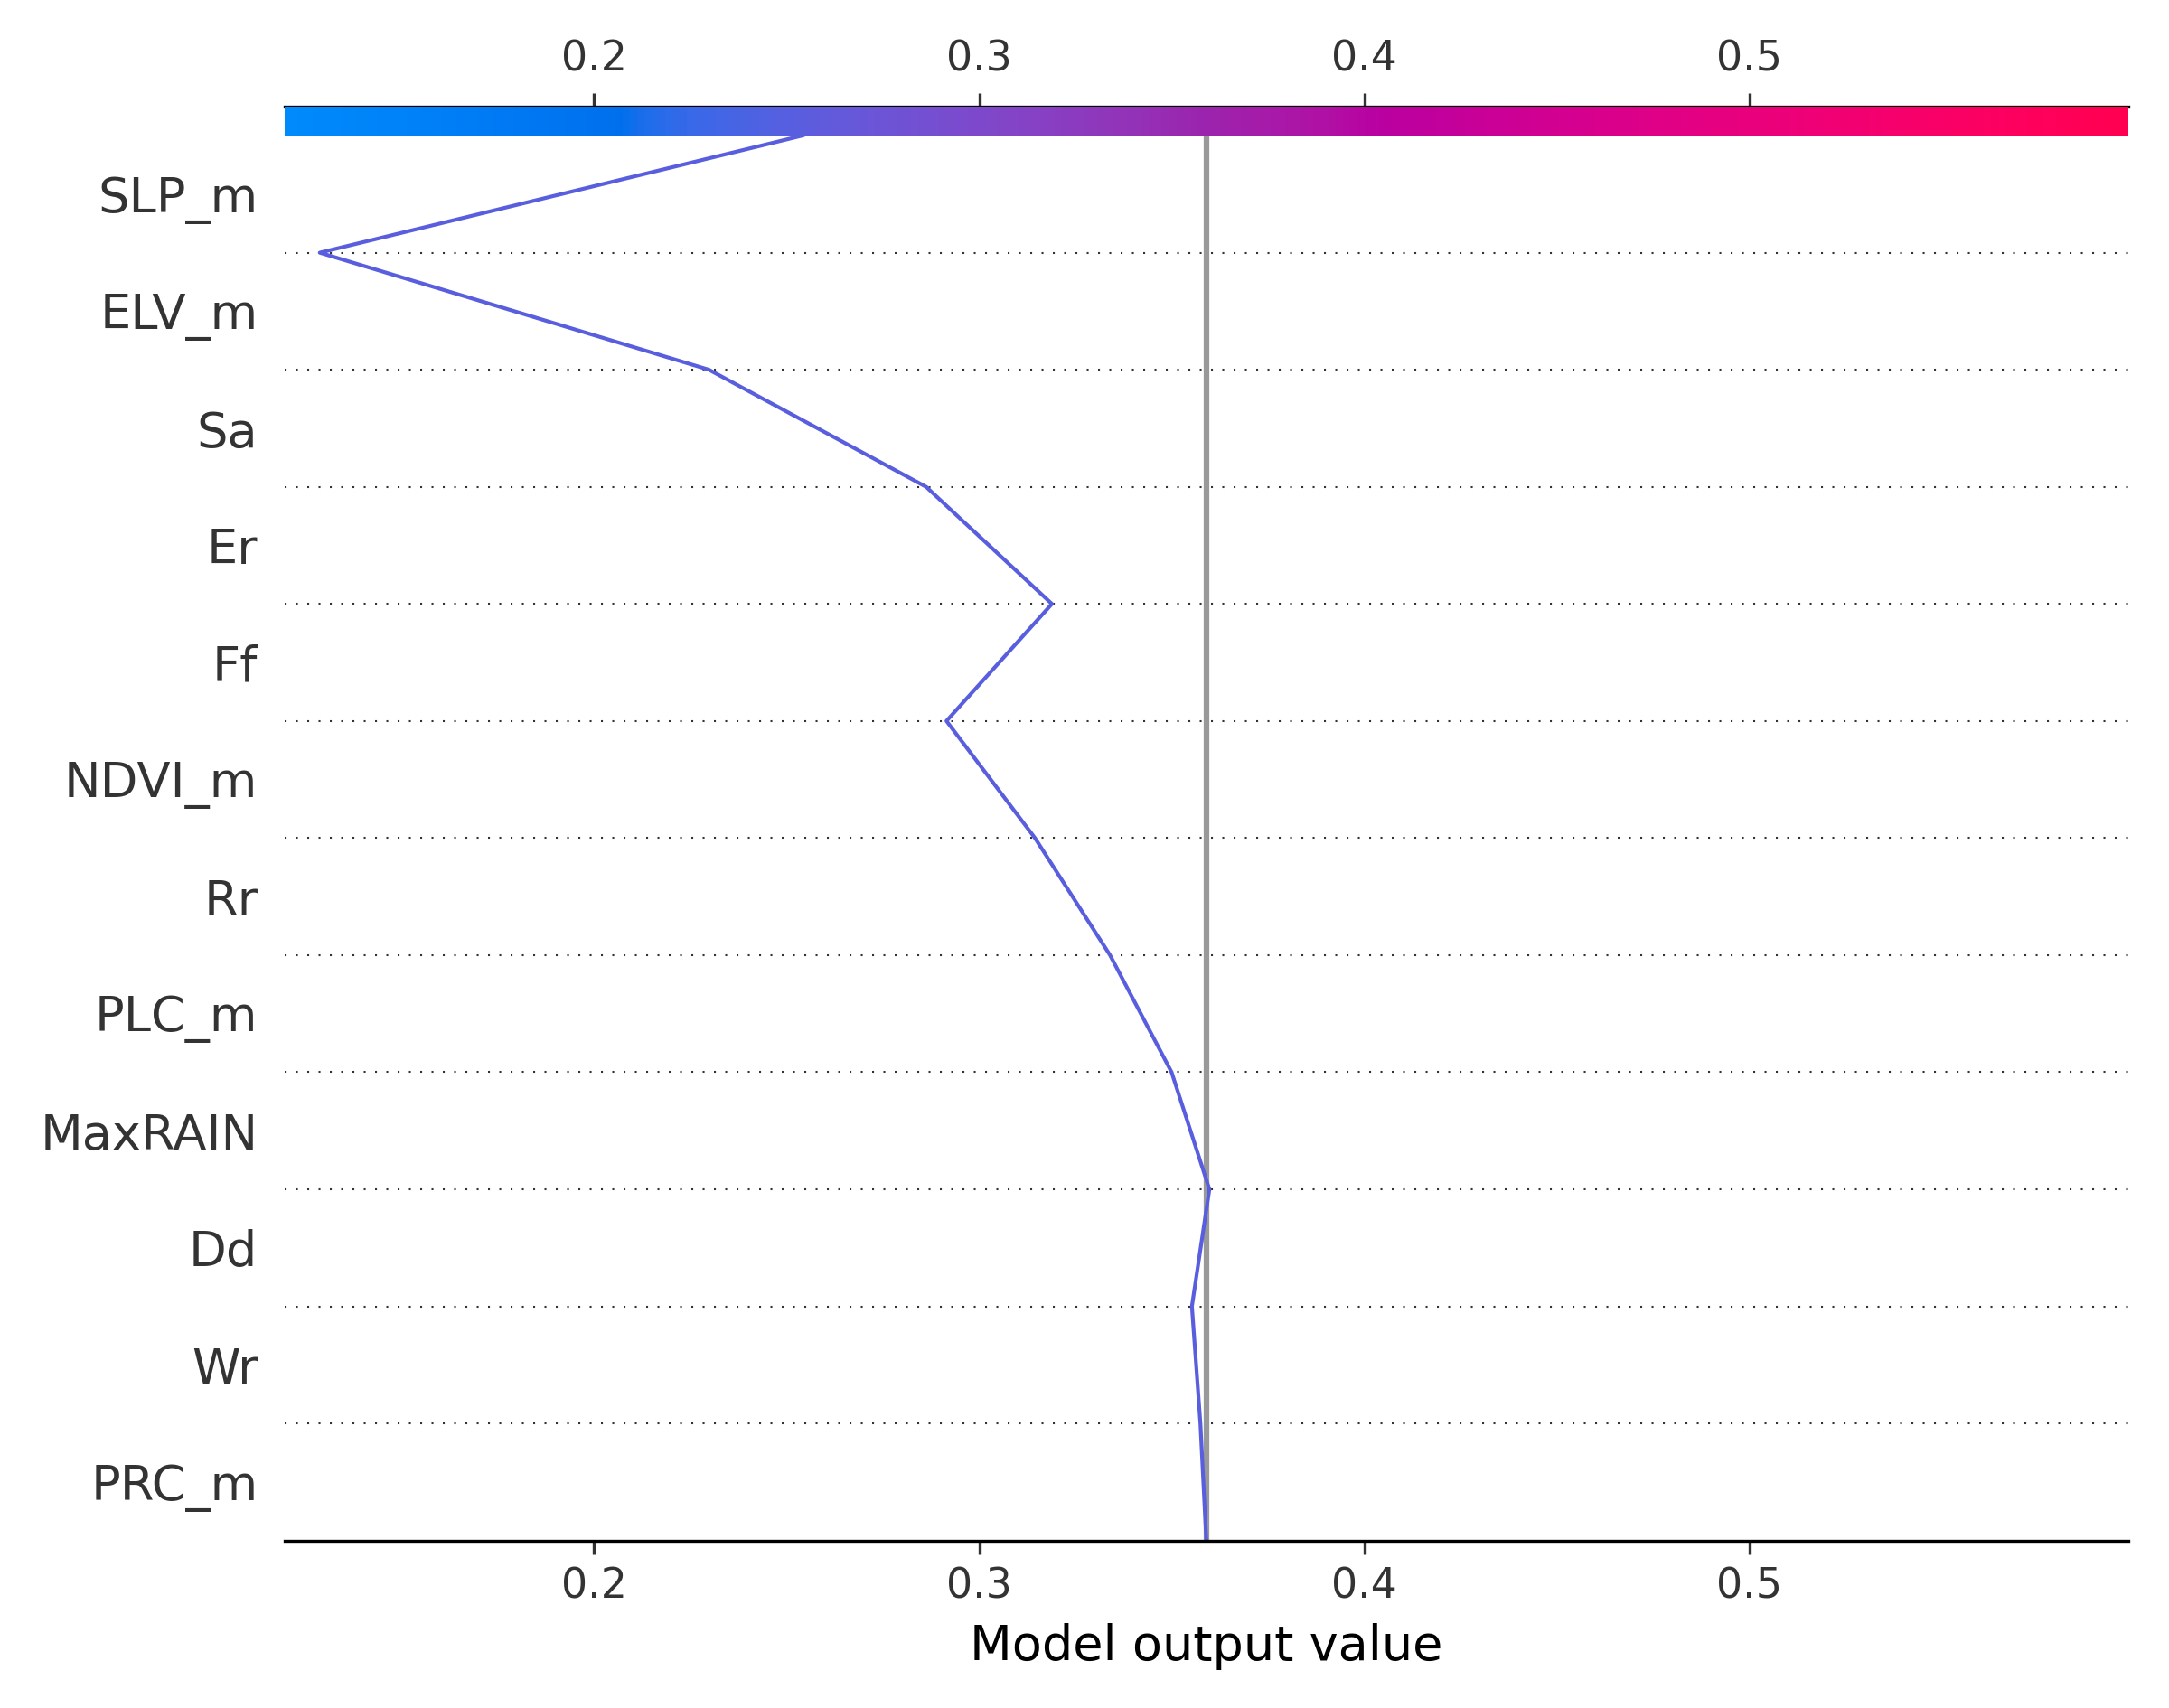 0.2 0.3 0.4 0.5
SLP_m
ELV_m
Sa
Er
Ff
NDVI_m
Rr
PLC_m
MaxRAIN
Dd
Wr
PRC_m
0.2 0.3 0.4 0.5
Model output value